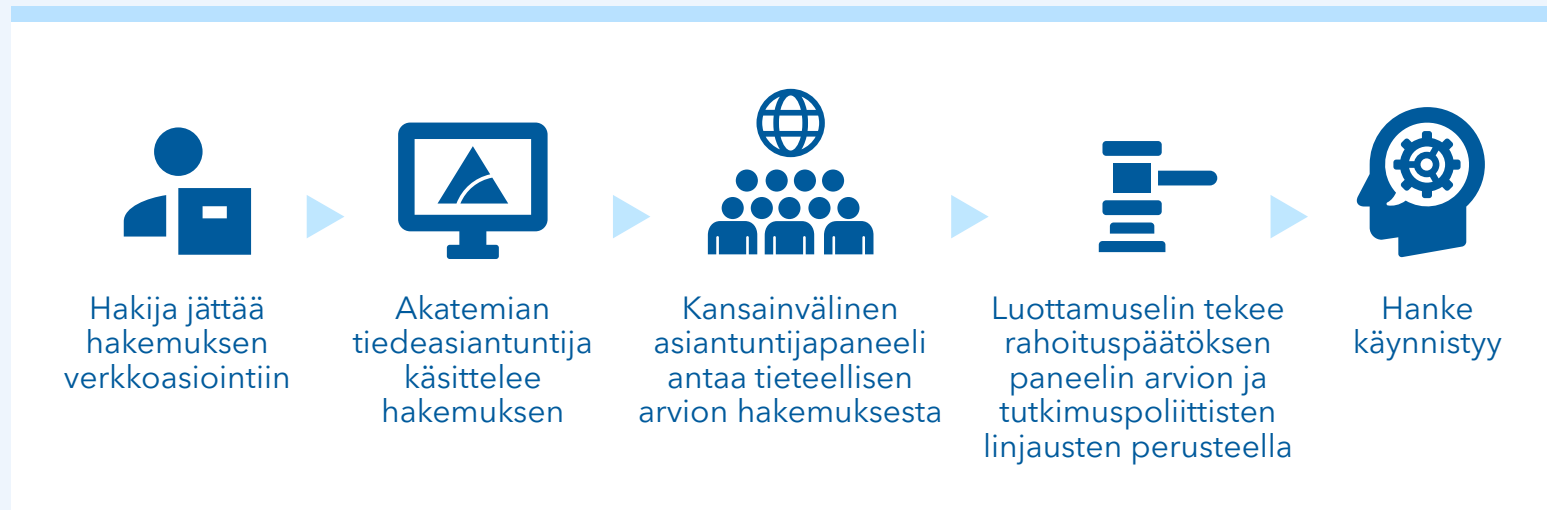 Hakija jättää
hakemuksen
verkkoasiointiin
Akatemian
tiedeasiantuntija
käsittelee
hakemuksen
Kansainvälinen
asiantuntijapaneeli
antaa tieteellisen
arvion hakemuksesta
Luottamuselin tekee
rahoituspäätöksen
paneelin arvion ja
tutkimuspoliittisten
linjausten perusteella
Hanke
käynnistyy